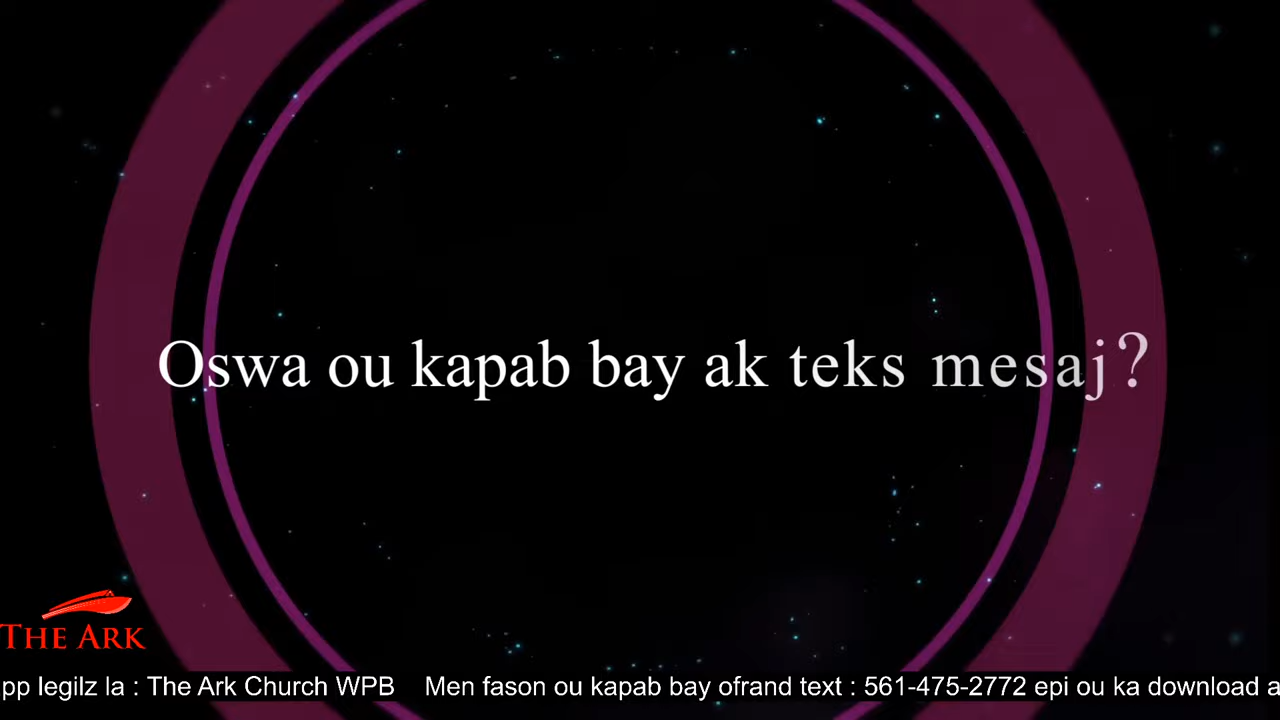 Oswa ou kapab bay ak teks mesaj?
THE ARK
pp legilz la : The Ark Church WPB Men fason ou kapab bay ofrand text : 561-475-2772 epi ou ka download a